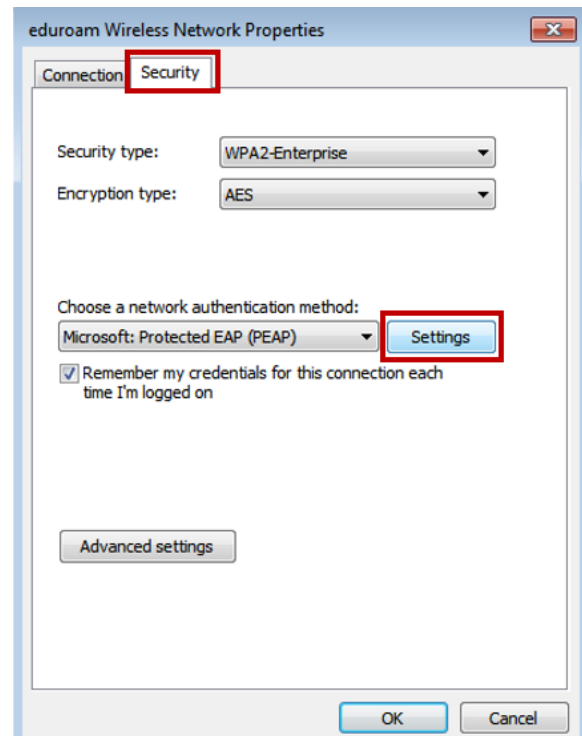 eduroam Wireless Network Properties
Connection Security
Security type: WPA2-Enterprise
Encryption type: AES
Choose a network authentication method:
Microsoft: Protected EAP (PEAP) Settings
Remember my credentials for this connection each
time I'm logged on
Advanced settings
OK Cancel